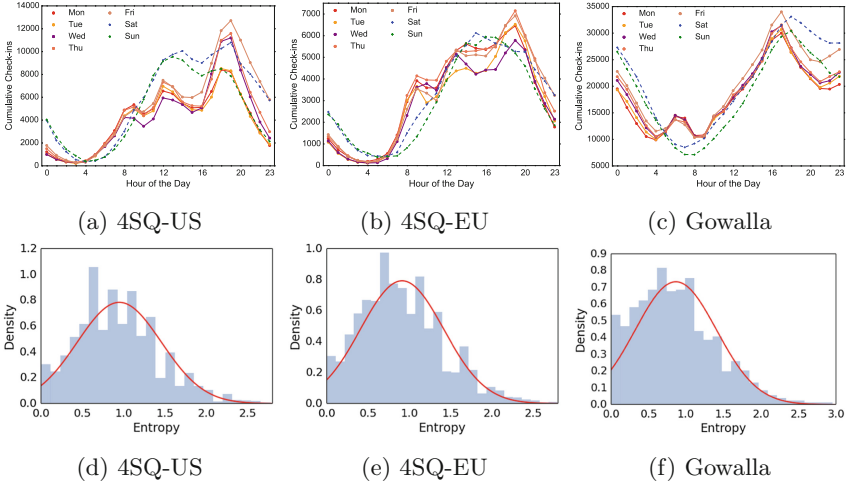 14000
12000
10000
8000
6000
4000
2000
0
Cumulative Check-ins
Mon
Tue
Wed
Thu
Fri
Sat
Sun
0 4 8 12 16 20 23
Hour of the Day
(a) 4SQ-US
7000
6000
5000
4000
3000
2000
1000
0
Cumulative Check-ins
Mon
Tue
Wed
Thu
Fri
Sat
Sun
0 4 8 12 16 20 23
Hour of the Day
(b) 4SQ-EU
35000
30000
25000
20000
15000
10000
5000
Cumulative Check-ins
Mon
Tue
Wed
Thu
Fri
Sat
Sun
0 4 8 12 16 20 23
Hour of the Day
(c) Gowalla
1.2
1.0
0.8
0.6
0.4
0.2
0.0
Density
0.0 0.5 1.0 1.5 2.0 2.5
Entropy
(d) 4SQ-US
1.0
0.8
0.6
0.4
0.2
0.0
Density
0.0 0.5 1.0 1.5 2.0 2.5
Entropy
(e) 4SQ-EU
0.9
0.8
0.7
0.6
0.5
0.4
0.3
0.2
0.1
0.0
Density
0.0 0.5 1.0 1.5 2.0 2.5 3.0
Entropy
(f) Gowalla